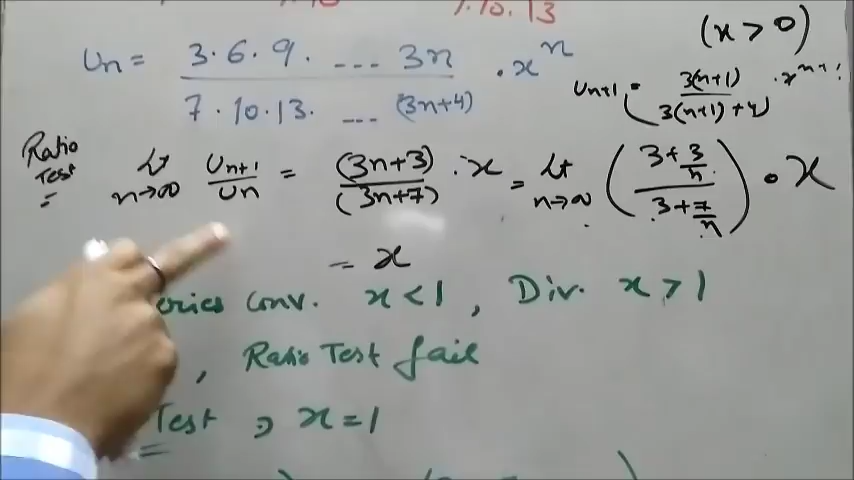 7.10.13
(x > 0)
Un = 3.6.9. ... 3n / 7.10.13. ... (3n+4) . x^n
Un+1 = 3(n+1) / 3(n+1)+4 . x^n+1
Ratio Test = Lt n→∞ Un+1 / Un = (3n+3) / (3n+7) . x = Lt n→∞ ( 3+3/n / 3+7/n ) . x
= x
eries Conv. x < 1 , Div. x > 1
, Ratio Test fail
Test , x = 1